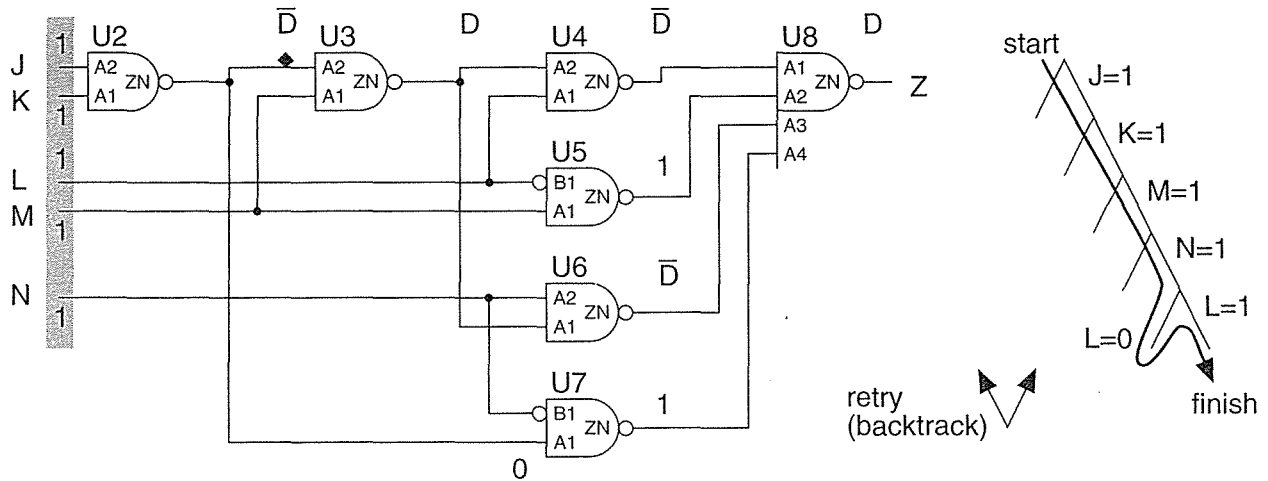 D̅ D D̅ D
U2 U3 U4 U8
start
1
J A2 ZN A2 ZN A2 ZN A1 ZN Z J=1
K A1 A1 A1 A2
1 A3 K=1
1 U5 1 A4
L B1 ZN M=1
M A1
1 N=1
U6 D̅
N A2 ZN L=1
1 A1 L=0
U7 1
B1 ZN retry finish
A1 (backtrack)
0